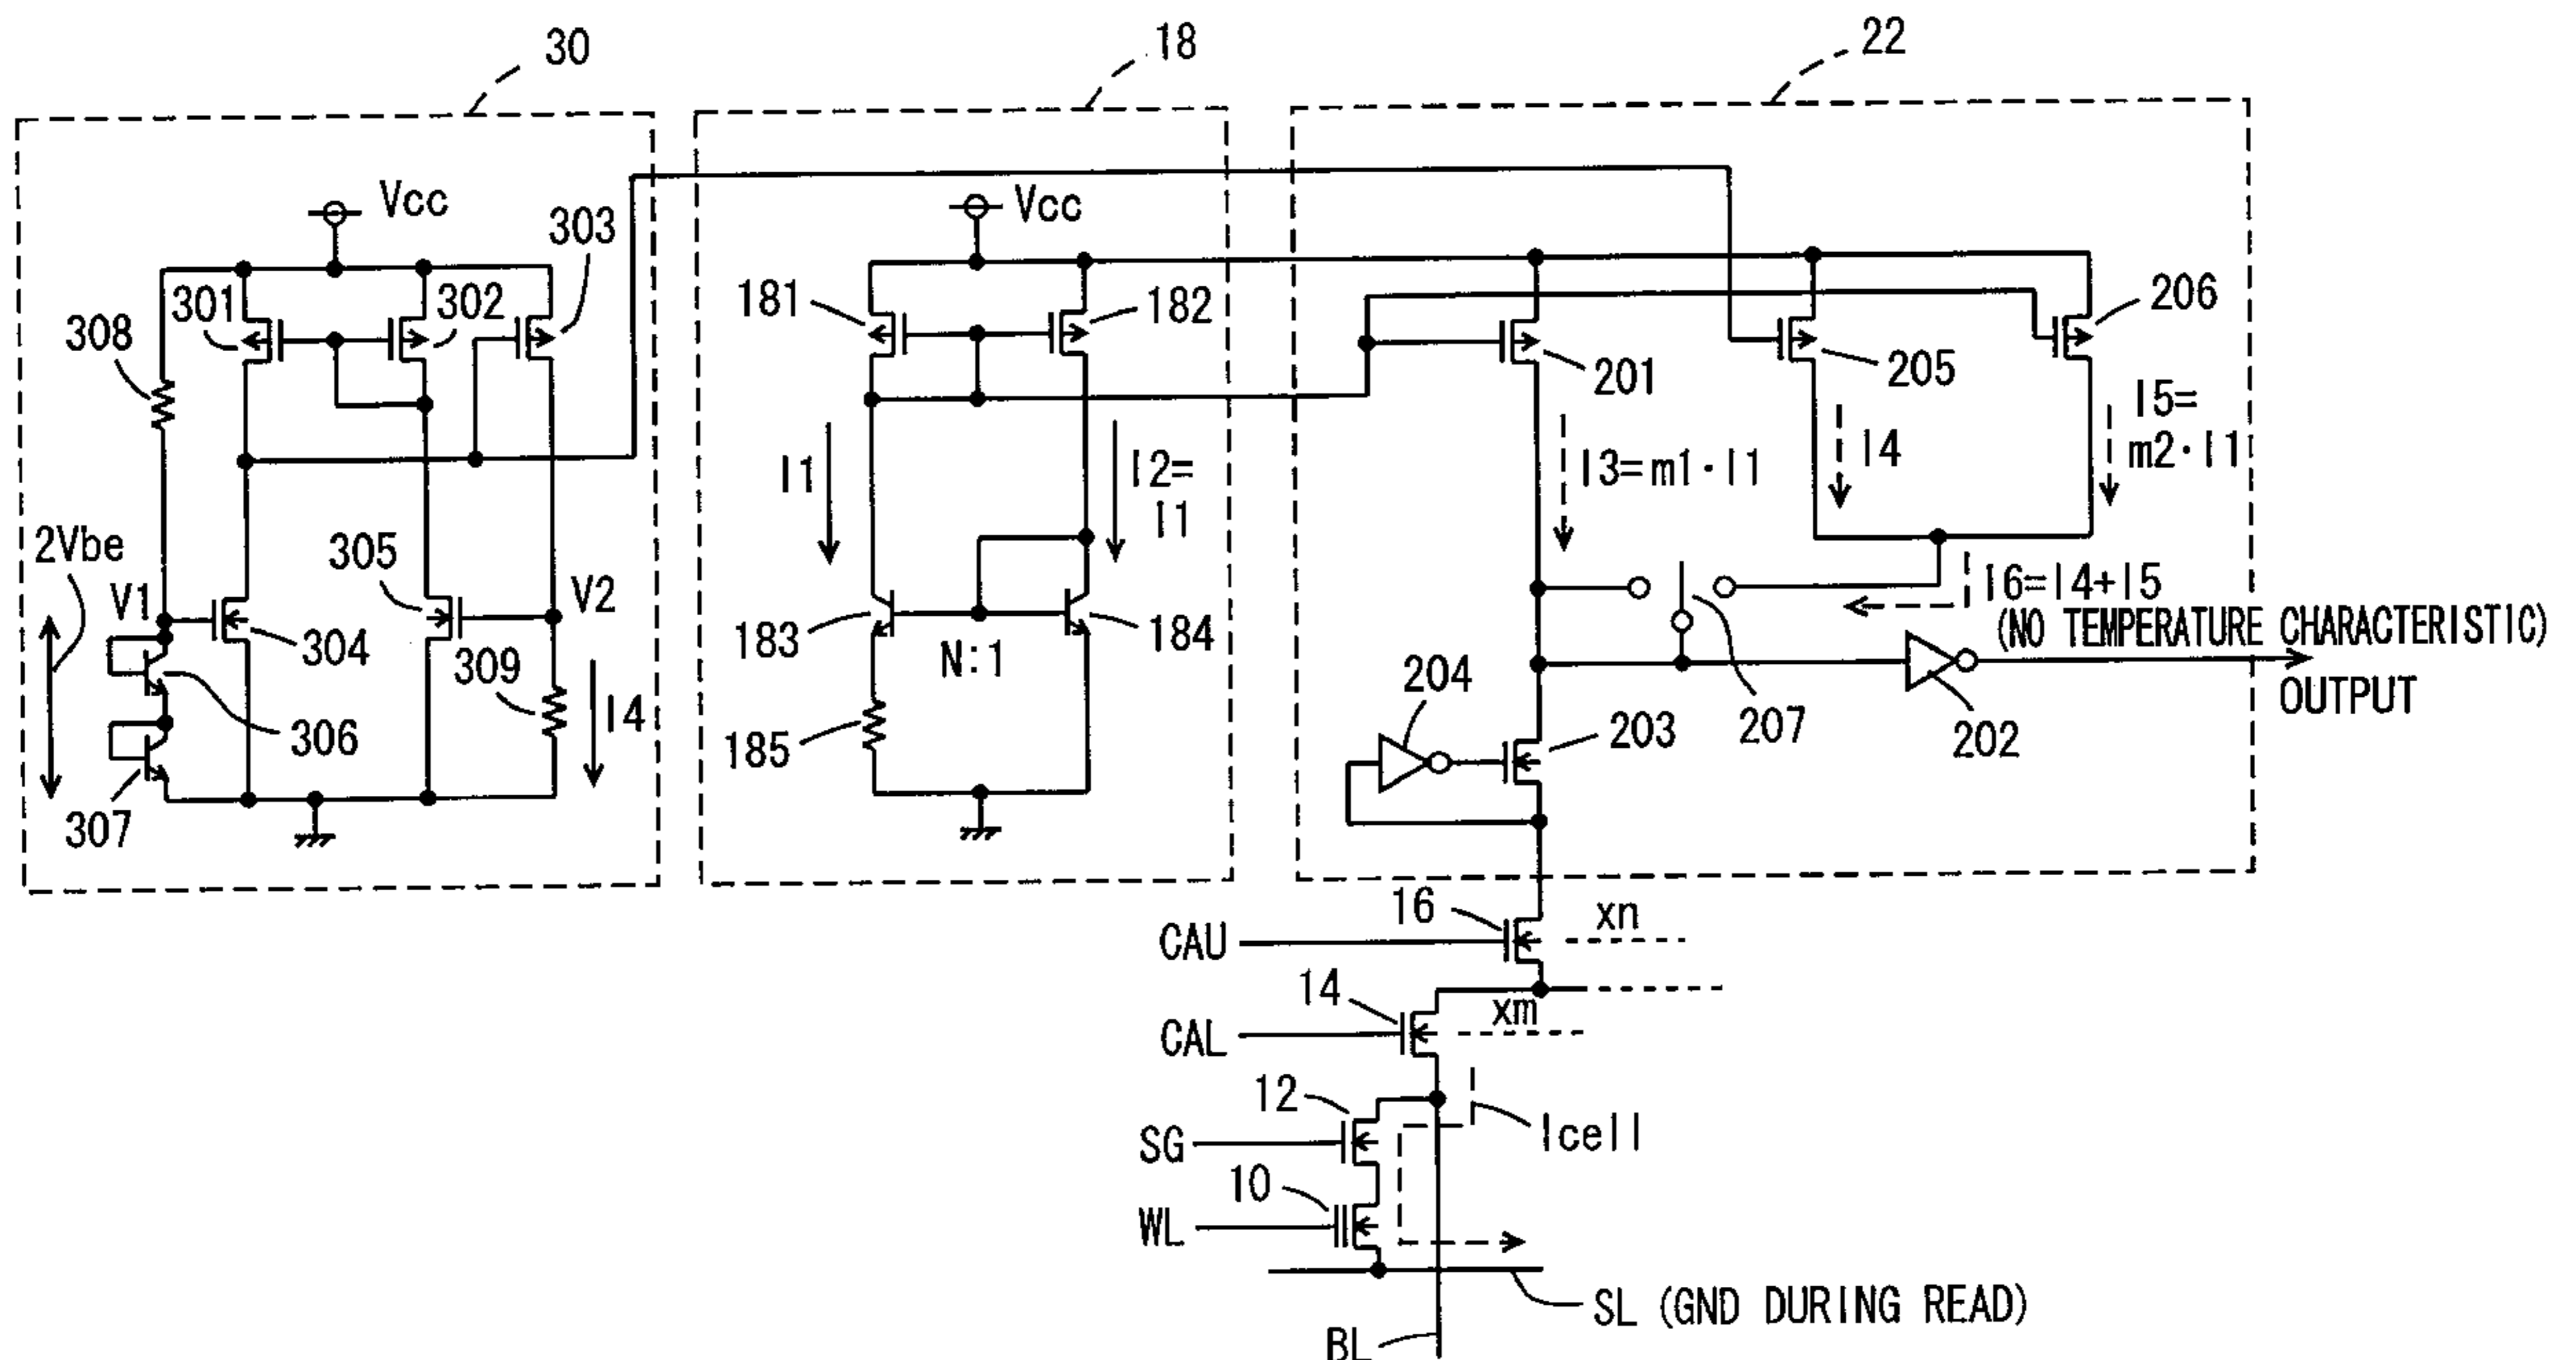 30
18
22
Vcc
303
Vcc
301
302
181
182
206
308
201
205
I5=
m2·I1
I1
I2=
I1
I3=m1·I1
I4
2Vbe
305
V1
V2
I6=I4+I5
(NO TEMPERATURE CHARACTERISTIC)
304
309
183
N:1
184
204
207
202
OUTPUT
306
I4
185
203
307
16
xn
CAU
14
xm
CAL
12
SG
Icell
10
WL
SL (GND DURING READ)
BL